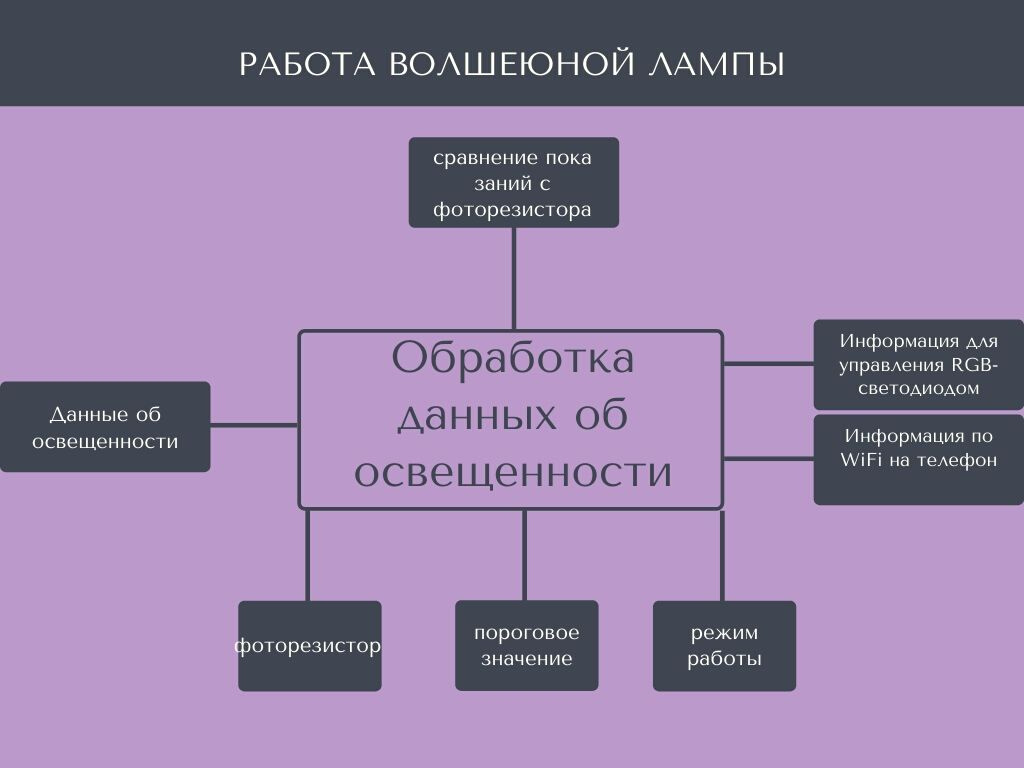 РАБОТА ВОЛШЕЮНОЙ ЛАМПЫ
сравнение пока
заний с
фоторезистора
Обработка
данных об
освещенности
Данные об
освещенности
Информация для
управления RGB-
светодиодом
Информация по
WiFi на телефон
фоторезистор
пороговое
значение
режим
работы